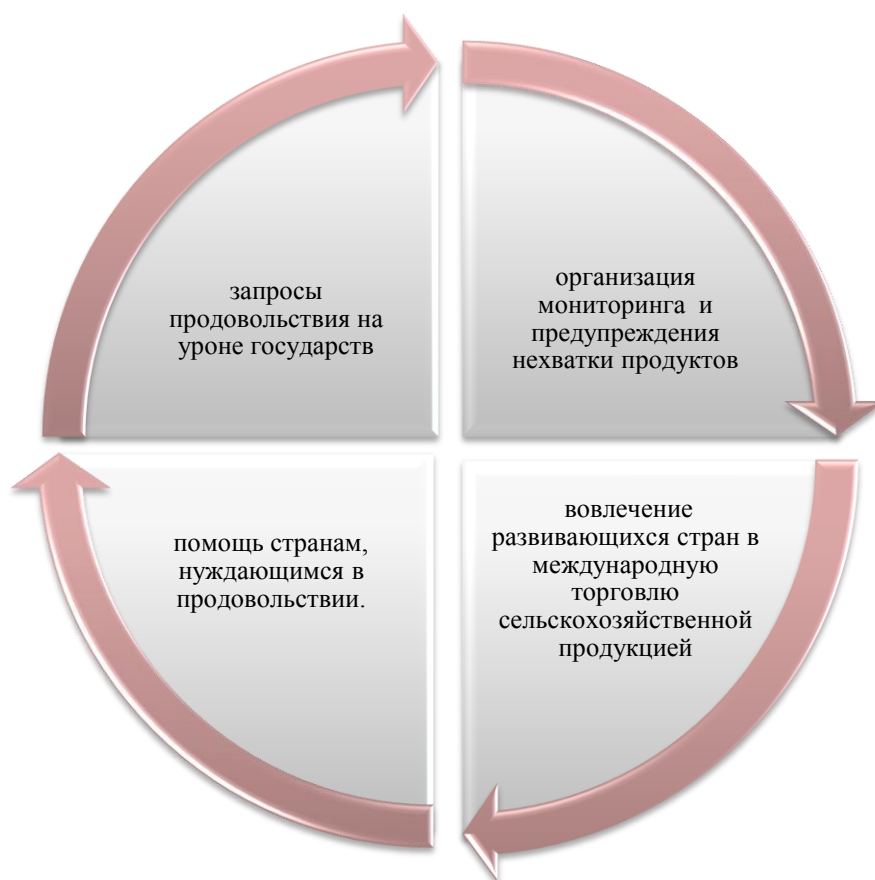 запросы
продовольствия на
уроне государств
организация
мониторинга и
предупреждения
нехватки продуктов
вовлечение
развивающихся стран в
международную
торговлю
сельскохозяйственной
продукцией
помощь странам,
нуждающимся в
продовольствии.